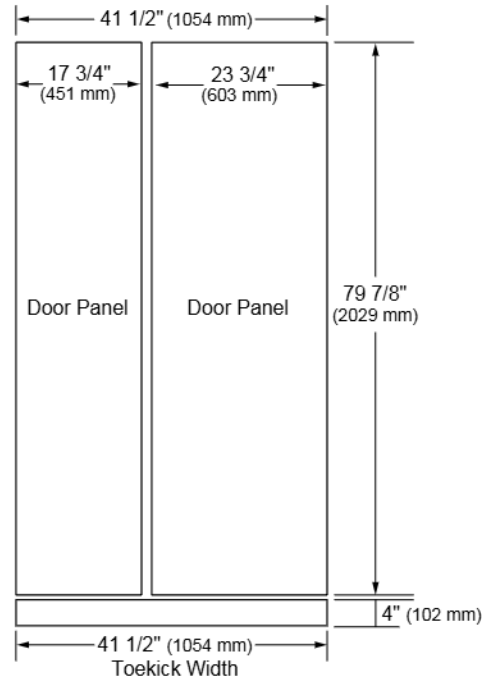 41 1/2" (1054 mm)
17 3/4"
(451 mm)
23 3/4"
(603 mm)
Door Panel
Door Panel
79 7/8"
(2029 mm)
4" (102 mm)
41 1/2" (1054 mm)
Toekick Width